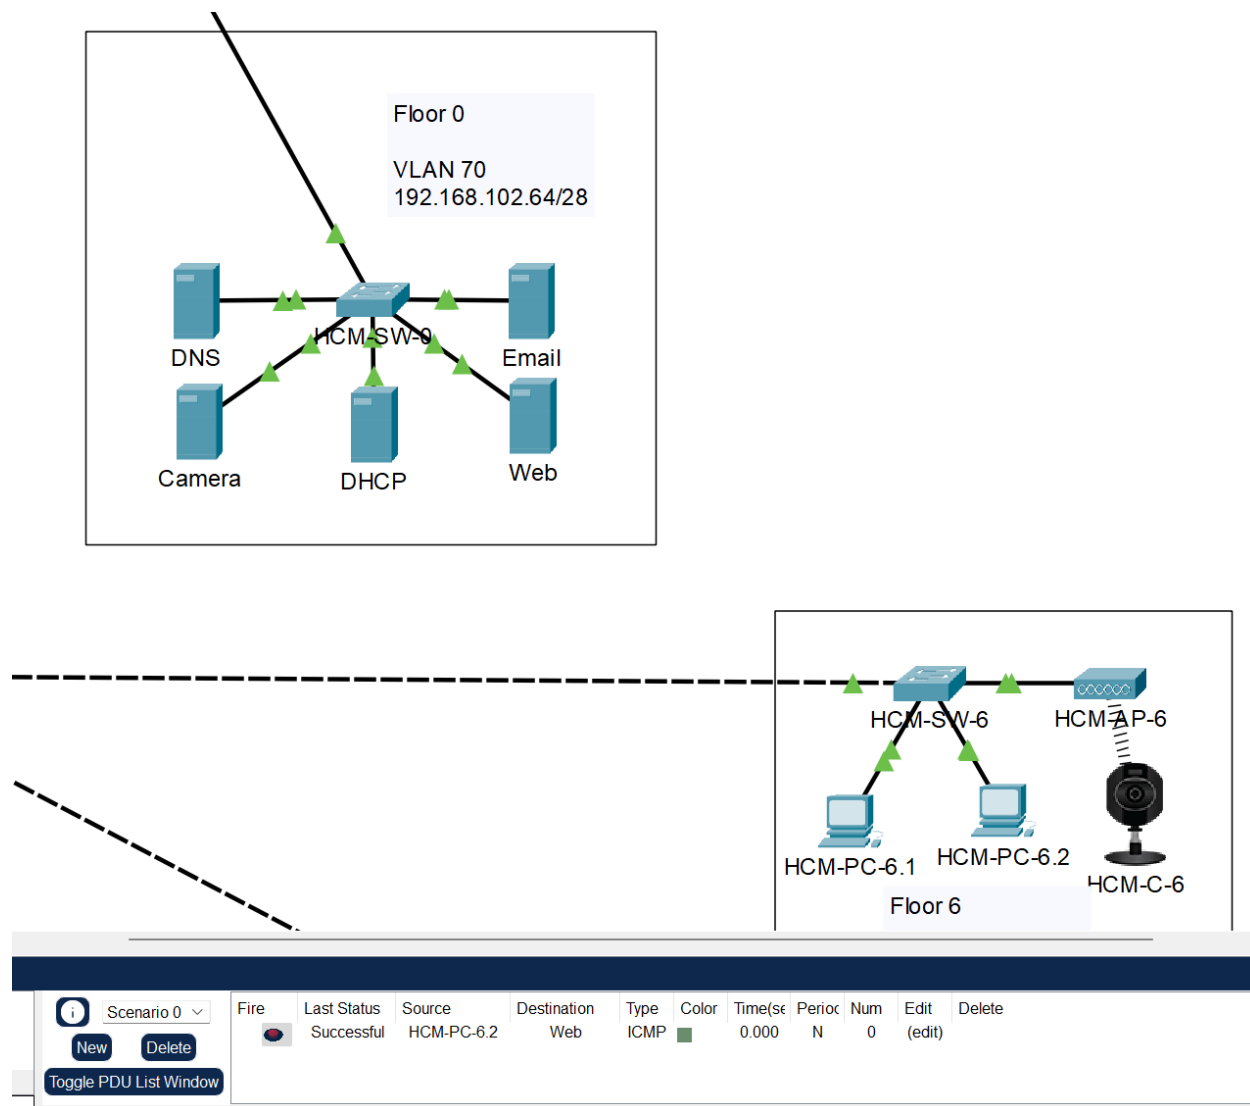 Floor 0
VLAN 70
192.168.102.64/28
HCM-SW-0
DNS
Email
Camera
DHCP
Web
HCM-SW-6
HCM-AP-6
HCM-PC-6.1
HCM-PC-6.2
HCM-C-6
Floor 6
i
Scenario 0
New
Delete
Toggle PDU List Window
Fire Last Status Source Destination Type Color Time(se Perioc Num Edit Delete
Successful HCM-PC-6.2 Web ICMP 0.000 N 0 (edit)